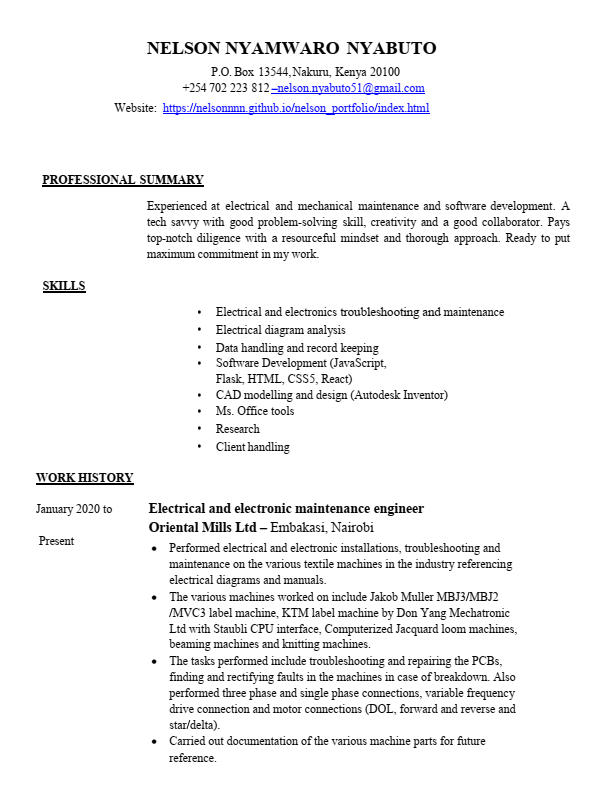 NELSON NYAMWARO NYABUTO
P.O. Box 13544,Nakuru, Kenya 20100
+254 702 223 812 –nelson.nyabuto51@gmail.com
Website: https://nelsonnnn.github.io/nelson_portfolio/index.html
PROFESSIONAL SUMMARY
Experienced at electrical and mechanical maintenance and software development. A
tech savvy with good problem-solving skill, creativity and a good collaborator. Pays
top-notch diligence with a resourceful mindset and thorough approach. Ready to put
maximum commitment in my work.
SKILLS
• Electrical and electronics troubleshooting and maintenance
• Electrical diagram analysis
• Data handling and record keeping
• Software Development (JavaScript,
Flask, HTML, CSS5, React)
• CAD modelling and design (Autodesk Inventor)
• Ms. Office tools
• Research
• Client handling
WORK HISTORY
January 2020 to
Present
Electrical and electronic maintenance engineer
Oriental Mills Ltd – Embakasi, Nairobi
• Performed electrical and electronic installations, troubleshooting and
maintenance on the various textile machines in the industry referencing
electrical diagrams and manuals.
• The various machines worked on include Jakob Muller MBJ3/MBJ2
/MVC3 label machine, KTM label machine by Don Yang Mechatronic
Ltd with Staubli CPU interface, Computerized Jacquard loom machines,
beaming machines and knitting machines.
• The tasks performed include troubleshooting and repairing the PCBs,
finding and rectifying faults in the machines in case of breakdown. Also
performed three phase and single phase connections, variable frequency
drive connection and motor connections (DOL, forward and reverse and
star/delta).
• Carried out documentation of the various machine parts for future
reference.